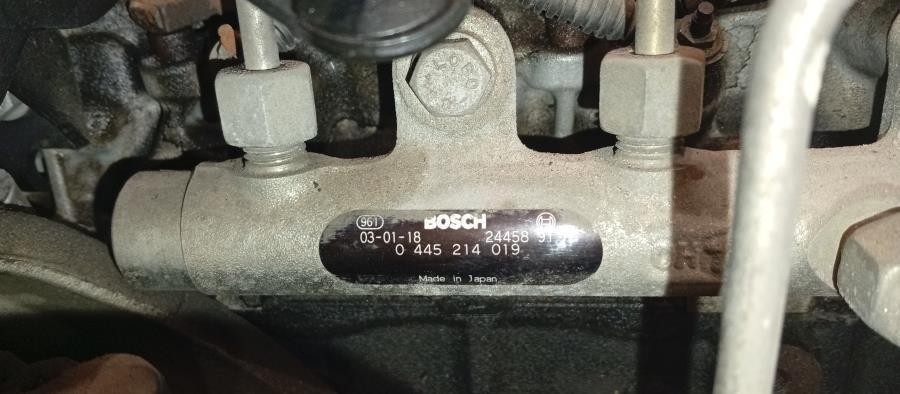 961 BOSCH
03-01-18 24458
0 445 214 019
Made in Japan